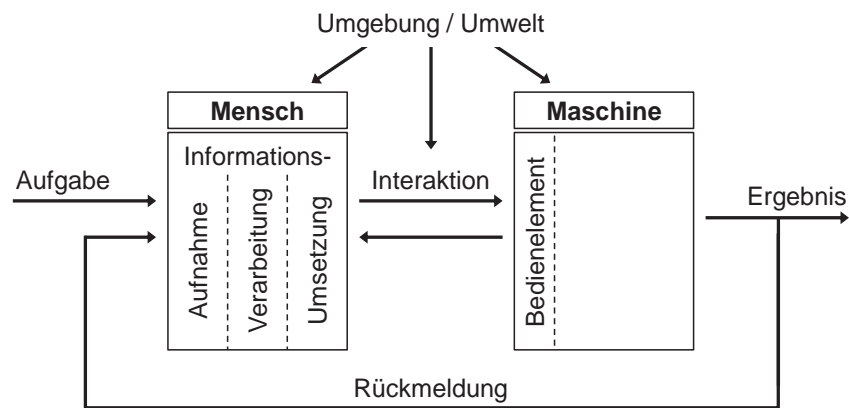 Umgebung / Umwelt
Mensch
Maschine
Informations-
Aufgabe
Interaktion
Ergebnis
Aufnahme
Verarbeitung
Umsetzung
Bedienelement
Rückmeldung